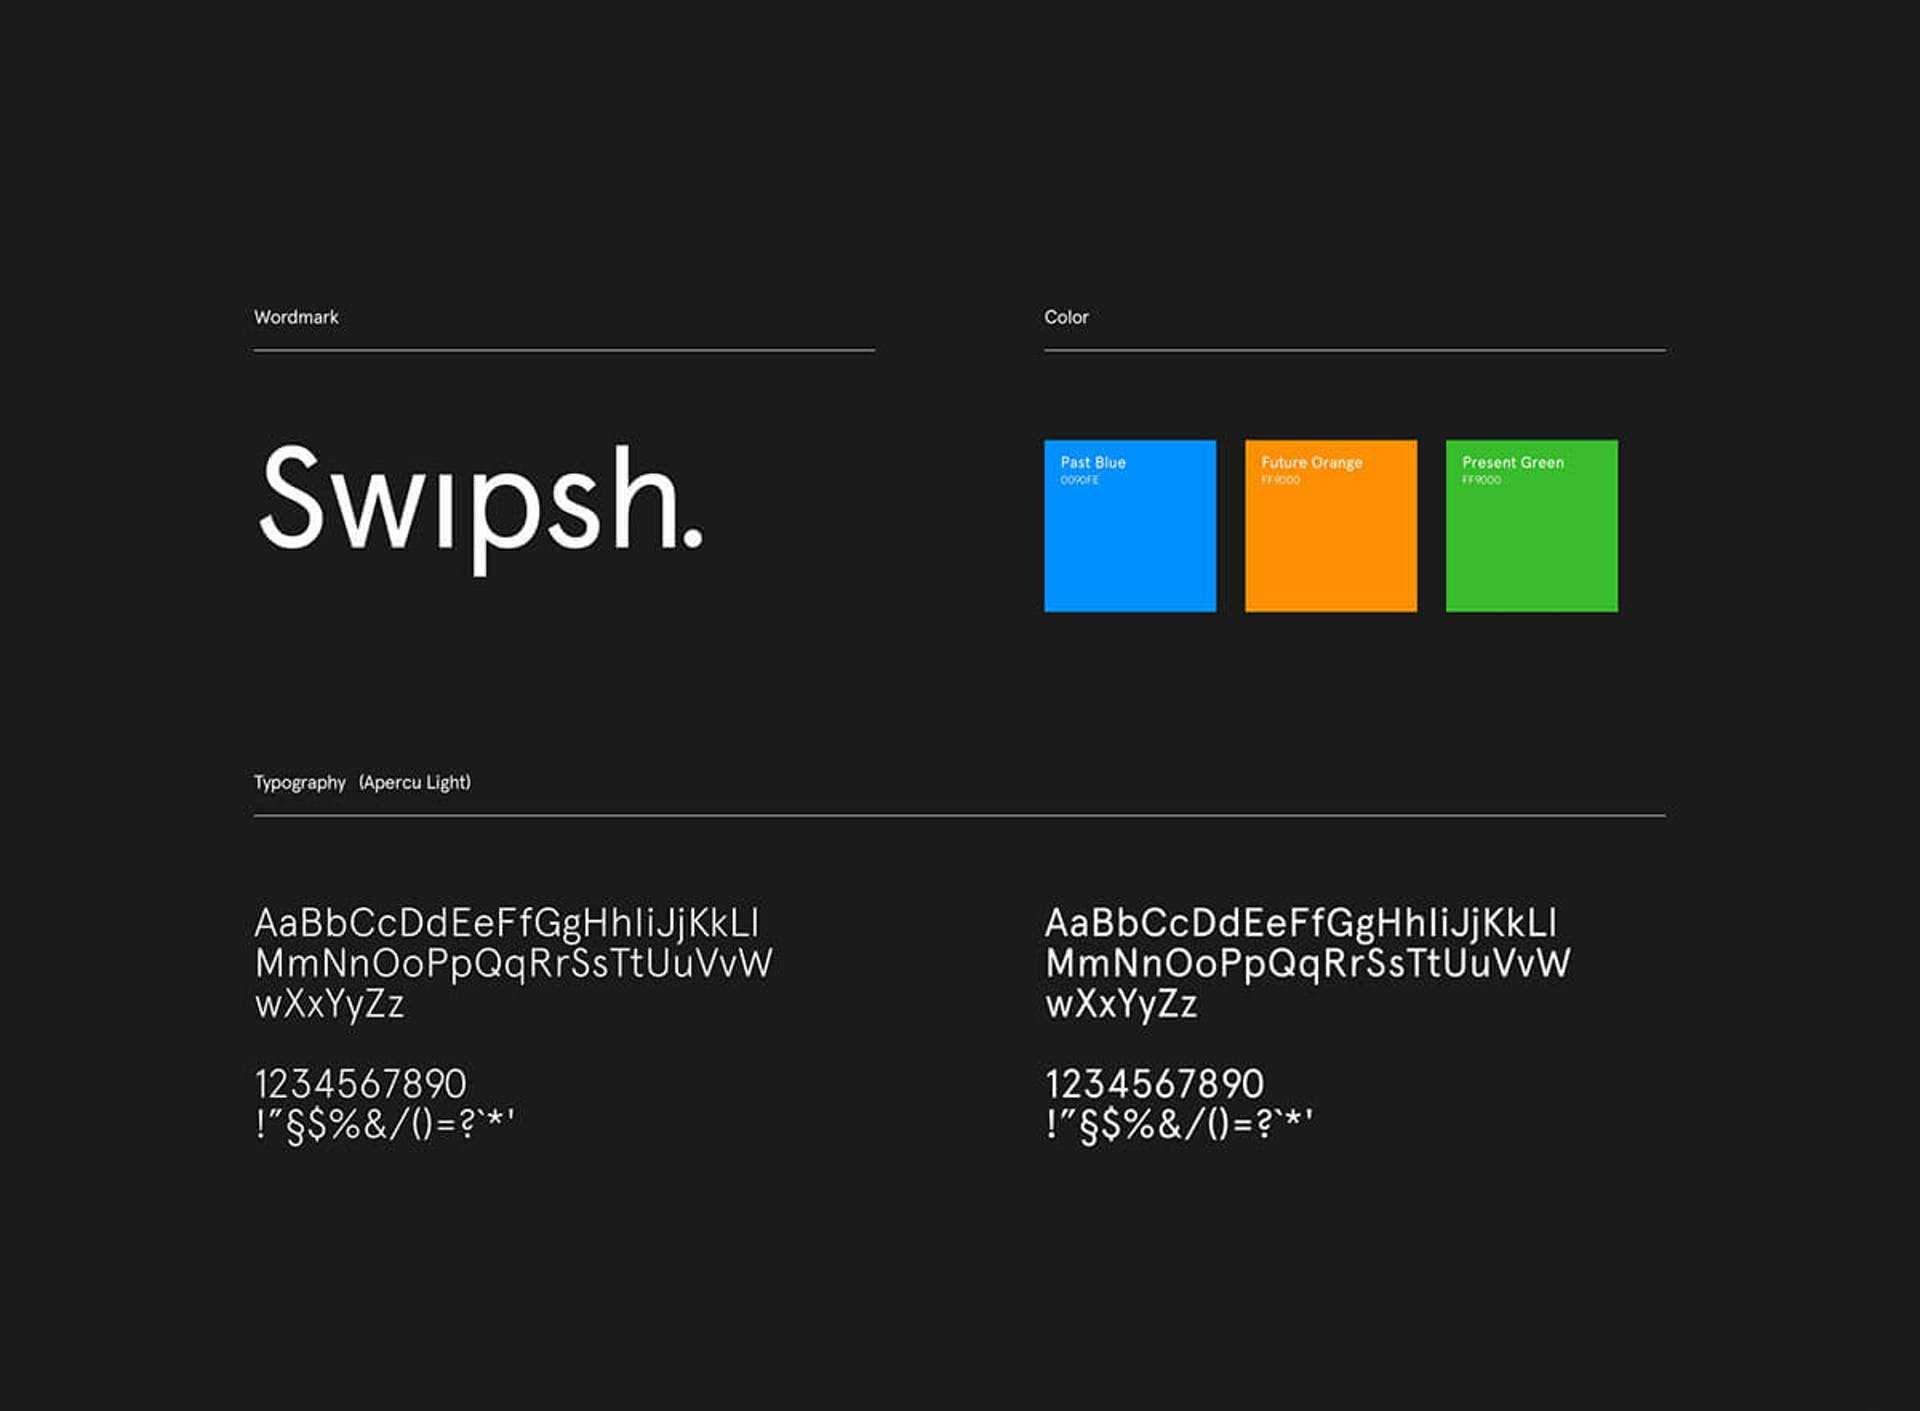 Wordmark
Color
Swıpsh.
Past Blue
0090FE
Future Orange
FF9000
Present Green
FF9000
Typography (Apercu Light)
AaBbCcDdEeFfGgHhIiJjKkLl
MmNnOoPpQqRrSsTtUuVvW
wXxYyZz
1234567890
!"§$%&/()=?`*'
AaBbCcDdEeFfGgHhIiJjKkLl
MmNnOoPpQqRrSsTtUuVvW
wXxYyZz
1234567890
!"§$%&/()=?`*'